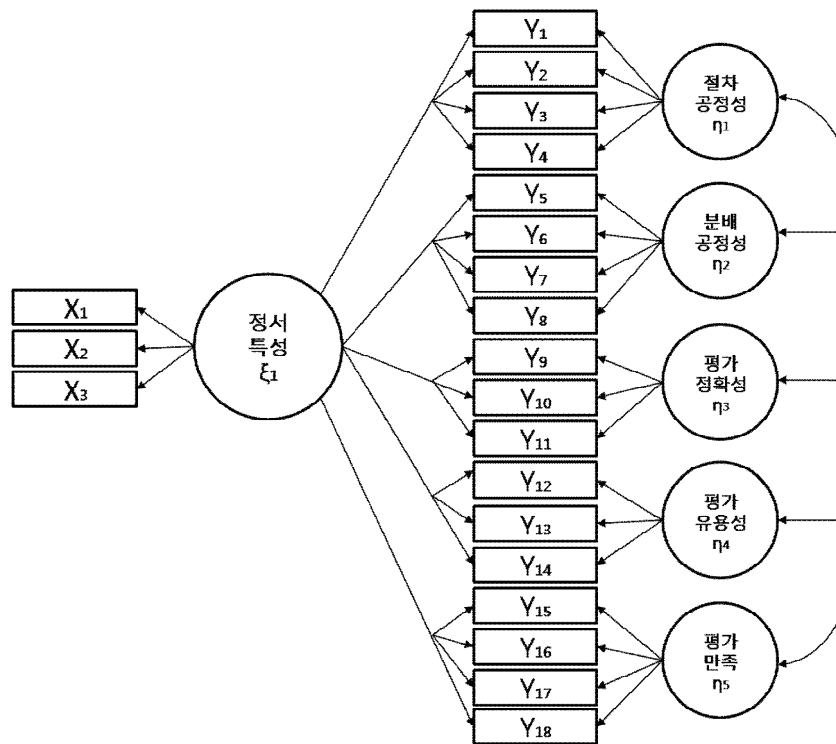 X₁
X₂
X₃
정서
특성
ξ₁
Y₁
Y₂
Y₃
Y₄
Y₅
Y₆
Y₇
Y₈
Y₉
Y₁₀
Y₁₁
Y₁₂
Y₁₃
Y₁₄
Y₁₅
Y₁₆
Y₁₇
Y₁₈
절차
공정성
η₁
분배
공정성
η₂
평가
정확성
η₃
평가
유용성
η₄
평가
만족
η₅